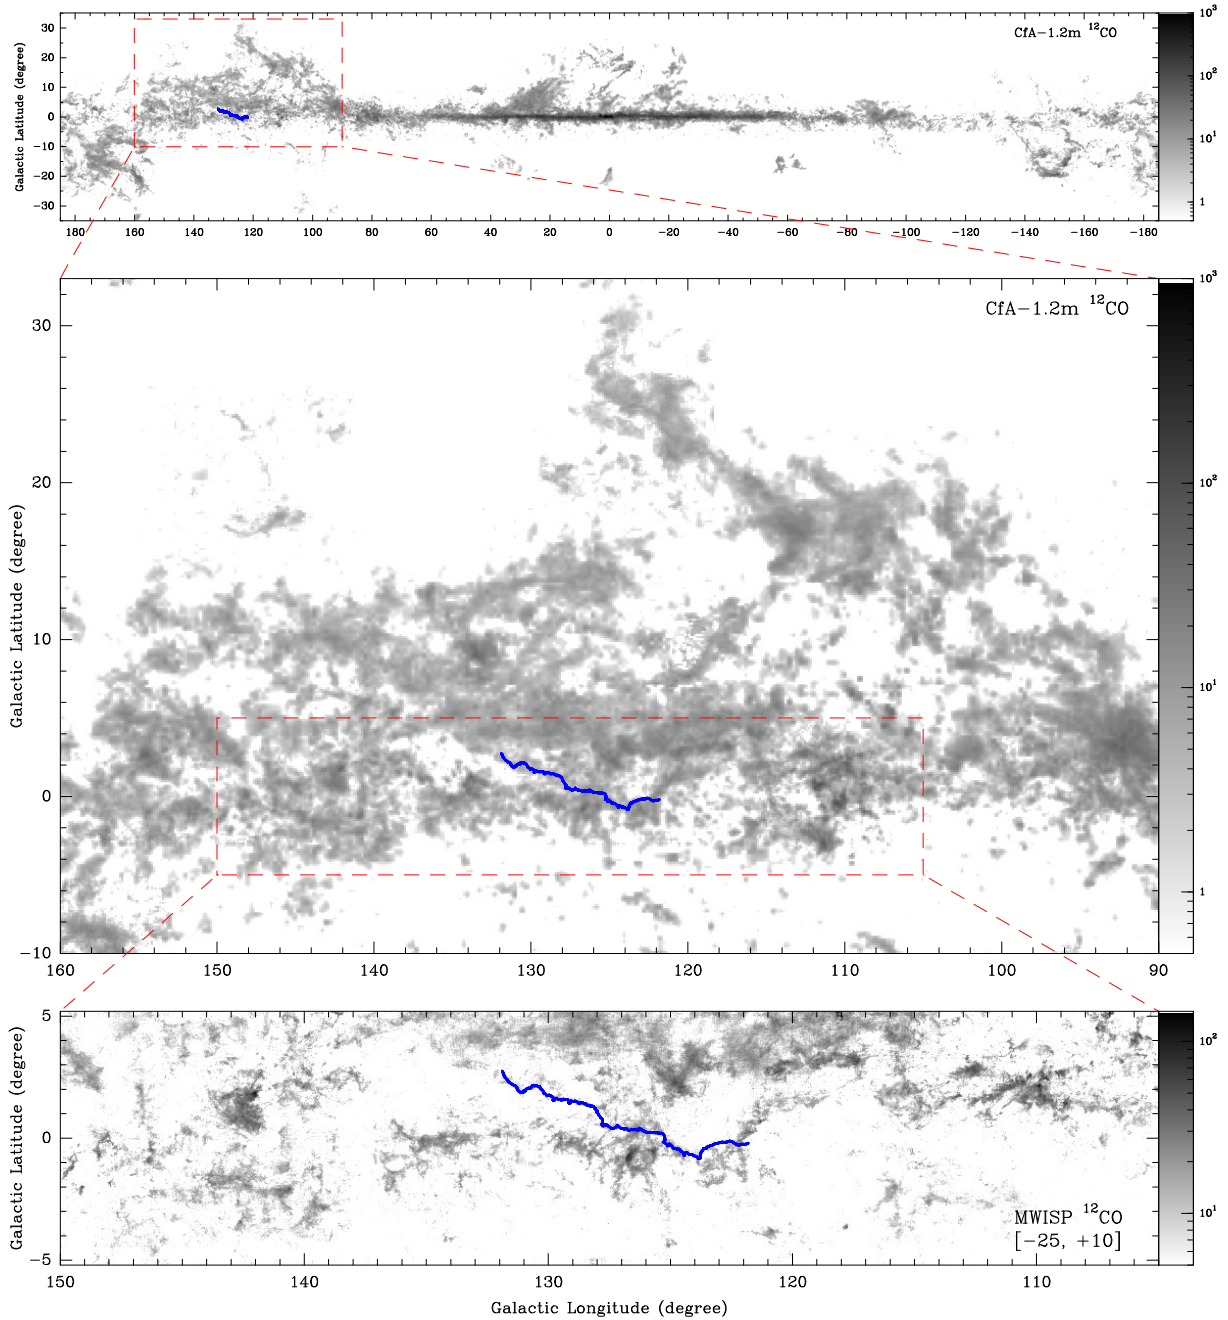 CfA−1.2m ¹²CO
Galactic Latitude (degree)
30
20
10
0
−10
−20
−30
180 160 140 120 100 80 60 40 20 0 −20 −40 −60 −80 −100 −120 −140 −160 −180
10³
10²
10¹
1
CfA−1.2m ¹²CO
Galactic Latitude (degree)
30
20
10
0
−10
160 150 140 130 120 110 100 90
10³
10²
10¹
1
MWISP ¹²CO
[−25, +10]
Galactic Latitude (degree)
5
0
−5
150 140 130 120 110
10²
10¹
Galactic Longitude (degree)